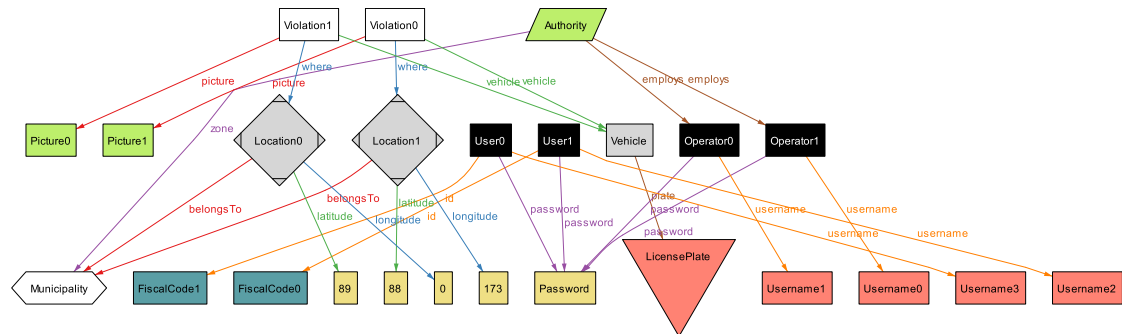 Violation1
Violation0
Authority
where
where
picture
picture
vehicle
vehicle
employs
employs
zone
Picture0
Picture1
Location0
Location1
User0
User1
Vehicle
Operator0
Operator1
belongsTo
belongsTo
latitude
latitude
longitude
longitude
id
id
password
password
plate
password
password
username
username
username
username
Municipality
FiscalCode1
FiscalCode0
89
88
0
173
Password
LicensePlate
Username1
Username0
Username3
Username2